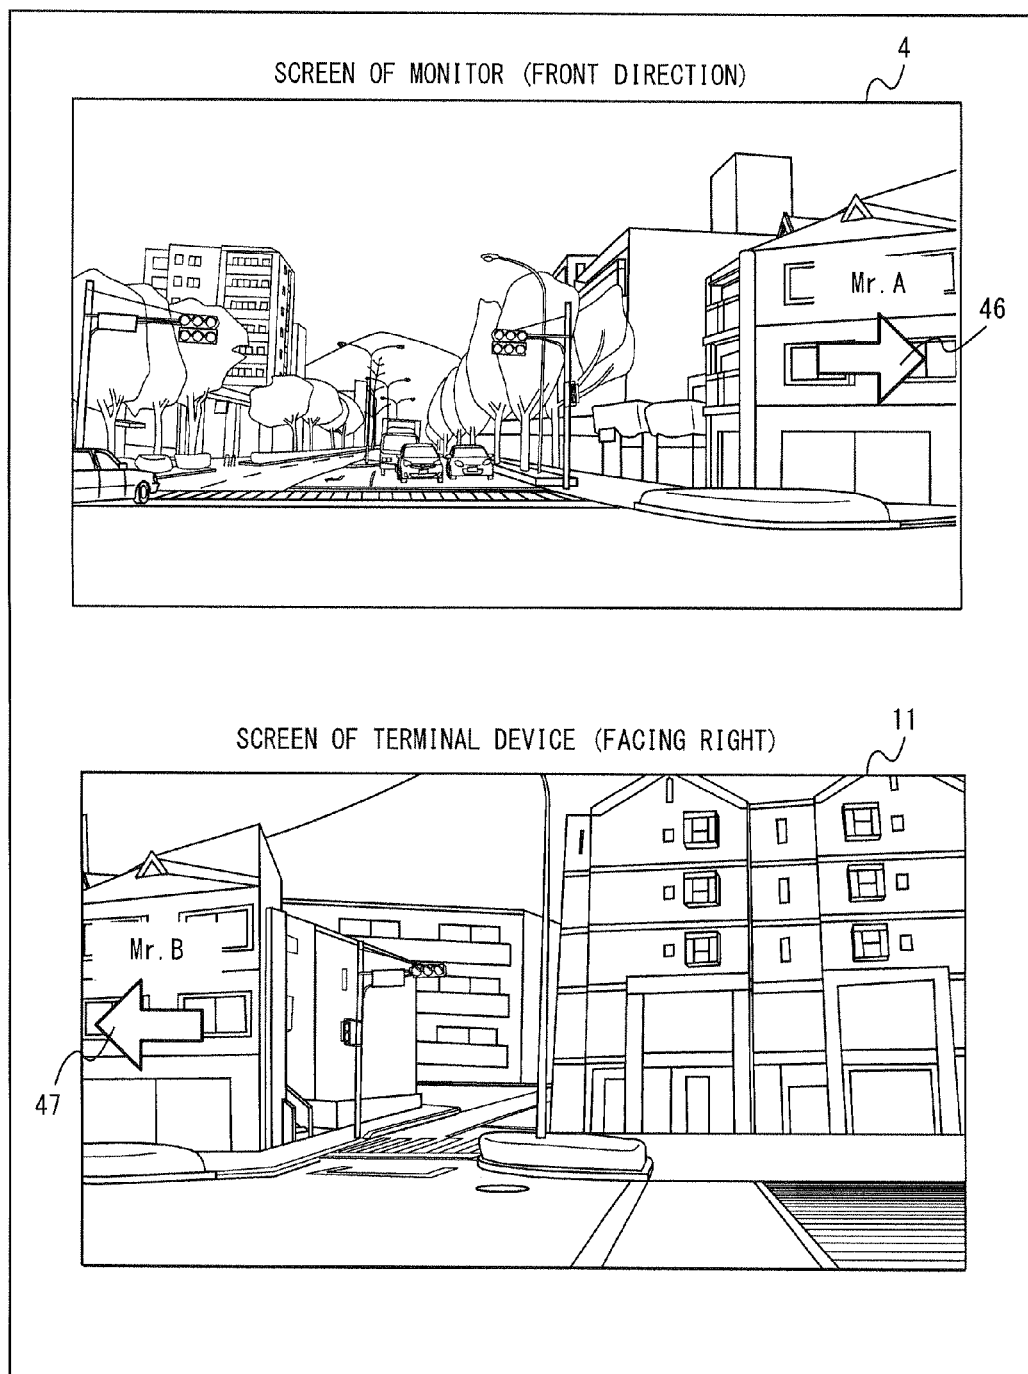 4
SCREEN OF MONITOR (FRONT DIRECTION)
Mr. A
46
11
SCREEN OF TERMINAL DEVICE (FACING RIGHT)
Mr. B
47